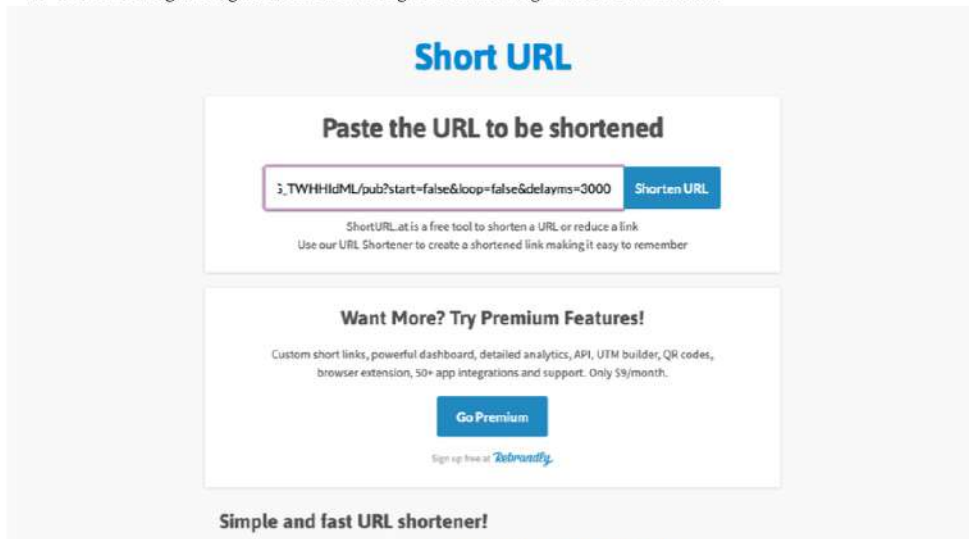 Short URL
Paste the URL to be shortened
_TWHHIdML/pub?start=false&loop=false&delayms=3000
Shorten URL
ShortURL.at is a free tool to shorten a URL or reduce a link
Use our URL Shortener to create a shortened link making it easy to remember
Want More? Try Premium Features!
Custom short links, powerful dashboard, detailed analytics, API, UTM builder, QR codes,
browser extension, 50+ app integrations and support. Only $9/month.
Go Premium
Sign up free at Rebrandly
Simple and fast URL shortener!